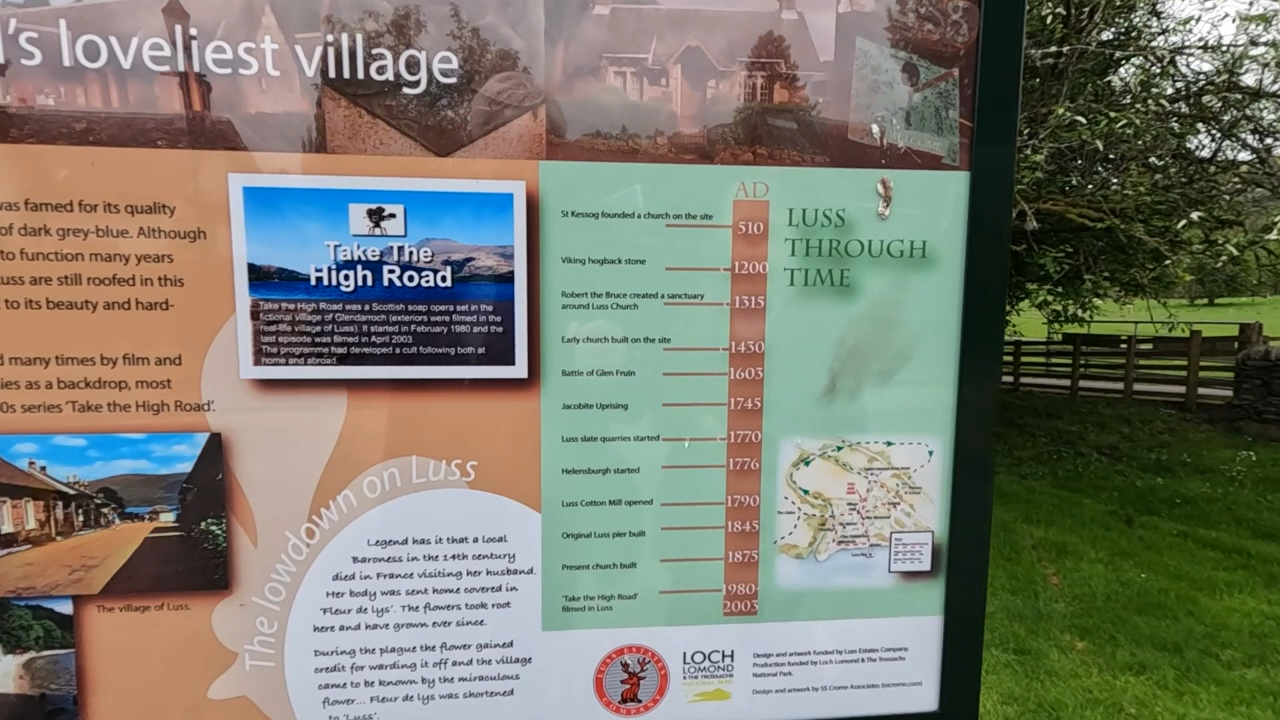 l's loveliest village
was famed for its quality
of dark grey-blue. Although
to function many years
uss are still roofed in this
to its beauty and hard-
d many times by film and
ies as a backdrop, most
0s series 'Take the High Road'.
Take The
High Road
Take the High Road was a Scottish soap opera set in the
fictional village of Glendarroch (exteriors were filmed in the
real-life village of Luss). It started in February 1980 and the
last episode was filmed in April 2003.
The programme had developed a cult following both at
home and abroad.
The village of Luss.
The lowdown on Luss
Legend has it that a local
Baroness in the 14th century
died in France visiting her husband.
Her body was sent home covered in
'Fleur de lys'. The flowers took root
here and have grown ever since.
During the plague the flower gained
credit for warding it off and the village
came to be known by the miraculous
flower... Fleur de lys was shortened
to 'Luss'.
LUSS
THROUGH
TIME
AD
St Kessog founded a church on the site 510
Viking hogback stone 1200
Robert the Bruce created a sanctuary
around Luss Church 1315
Early church built on the site 1430
Battle of Glen Fruin 1603
Jacobite Uprising 1745
Luss slate quarries started 1770
Helensburgh started 1776
Luss Cotton Mill opened 1790
Original Luss pier built 1845
Present church built 1875
'Take the High Road'
filmed in Luss 1980-
2003
LUSS ESTATES
COMPANY
LOCH
LOMOND
& THE TROSSACHS
NATIONAL PARK
Design and artwork funded by Luss Estates Company.
Production funded by Loch Lomond & The Trossachs
National Park.
Design and artwork by SS Crome Associates